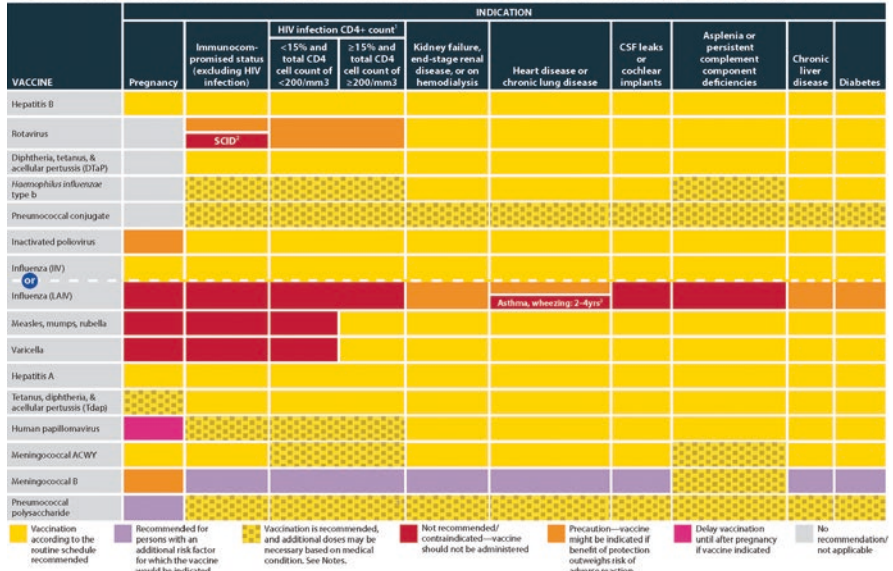 INDICATION
HIV infection CD4+ count¹
VACCINE
Pregnancy
Immunocom-
promised status
(excluding HIV
infection)
<15% and
total CD4
cell count of
<200/mm3
≥15% and
total CD4
cell count of
≥200/mm3
Kidney failure,
end-stage renal
disease, or on
hemodialysis
Heart disease or
chronic lung disease
CSF leaks
or
cochlear
implants
Asplenia or
persistent
complement
component
deficiencies
Chronic
liver
disease
Diabetes
Hepatitis B
Rotavirus
SCID²
Diphtheria, tetanus, &
acellular pertussis (DTaP)
Haemophilus influenzae
type b
Pneumococcal conjugate
Inactivated poliovirus
Influenza (IIV)
or
Influenza (LAIV)
Asthma, wheezing: 2–4yrs³
Measles, mumps, rubella
Varicella
Hepatitis A
Tetanus, diphtheria, &
acellular pertussis (Tdap)
Human papillomavirus
Meningococcal ACWY
Meningococcal B
Pneumococcal
polysaccharide
Vaccination
according to the
routine schedule
recommended
Recommended for
persons with an
additional risk factor
for which the vaccine
would be indicated
Vaccination is recommended,
and additional doses may be
necessary based on medical
condition. See Notes.
Not recommended/
contraindicated—vaccine
should not be administered
Precaution—vaccine
might be indicated if
benefit of protection
outweighs risk of
adverse reaction
Delay vaccination
until after pregnancy
if vaccine indicated
No
recommendation/
not applicable